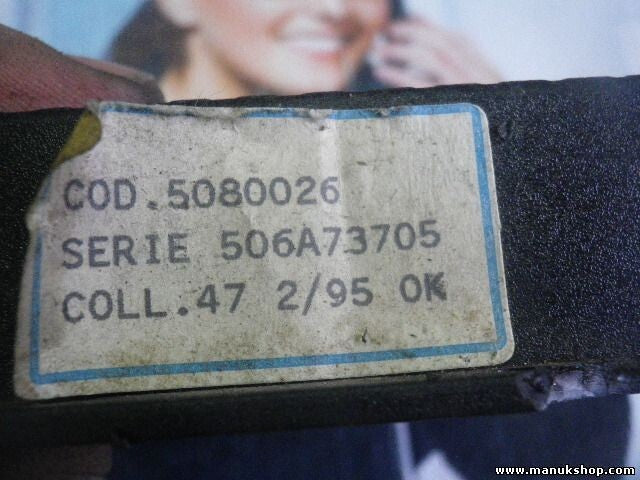 COD.5080026
SERIE 506A73705
COLL.47 2/95 OK
www.manukshop.com